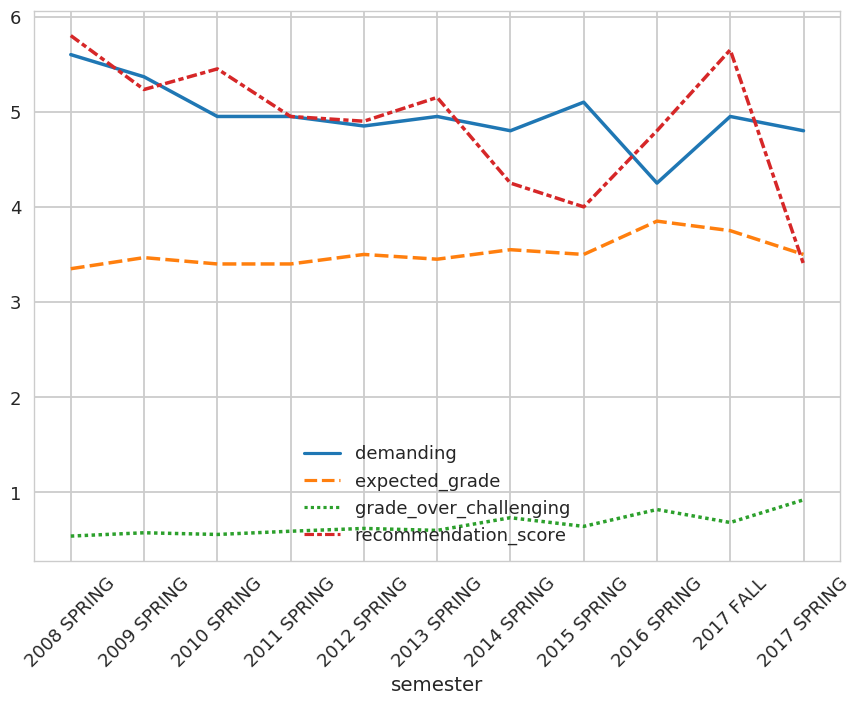 6
5
4
3
2
1
demanding
expected_grade
grade_over_challenging
recommendation_score
2008 SPRING
2009 SPRING
2010 SPRING
2011 SPRING
2012 SPRING
2013 SPRING
2014 SPRING
2015 SPRING
2016 SPRING
2017 FALL
2017 SPRING
semester